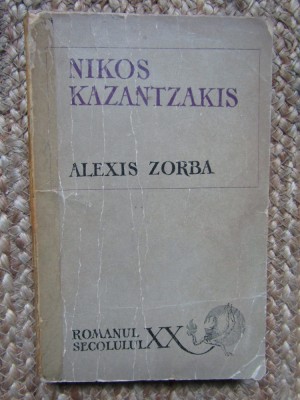 NIKOS
KAZANTZAKIS
ALEXIS ZORBA
ROMANUL
SECOLULUI XX